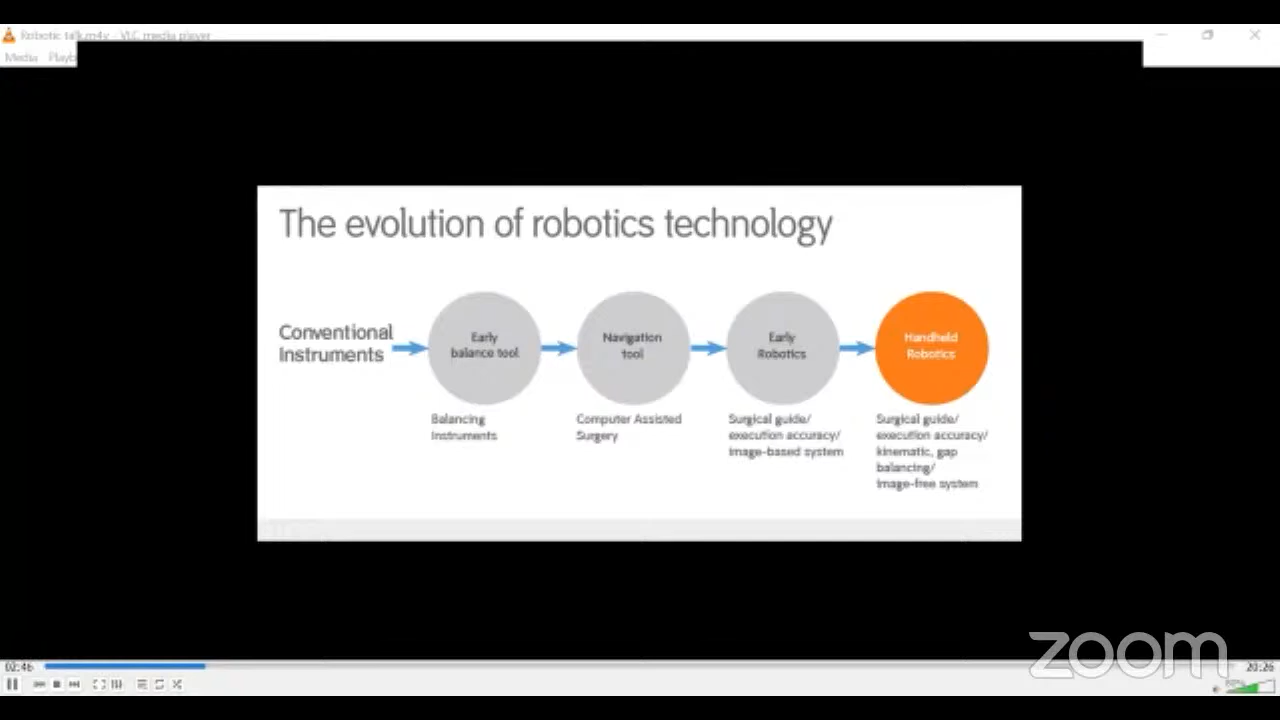 Robotic talk.m4v - VLC media player
Media
The evolution of robotics technology
Conventional
Instruments
Early
balance tool
Navigation
tool
Early
Robotics
Handheld
Robotics
Balancing
Instruments
Computer Assisted
Surgery
Surgical guide/
execution accuracy/
image-based system
Surgical guide/
execution accuracy/
kinematic, gap
balancing/
image-free system
zoom
02:46
20:26